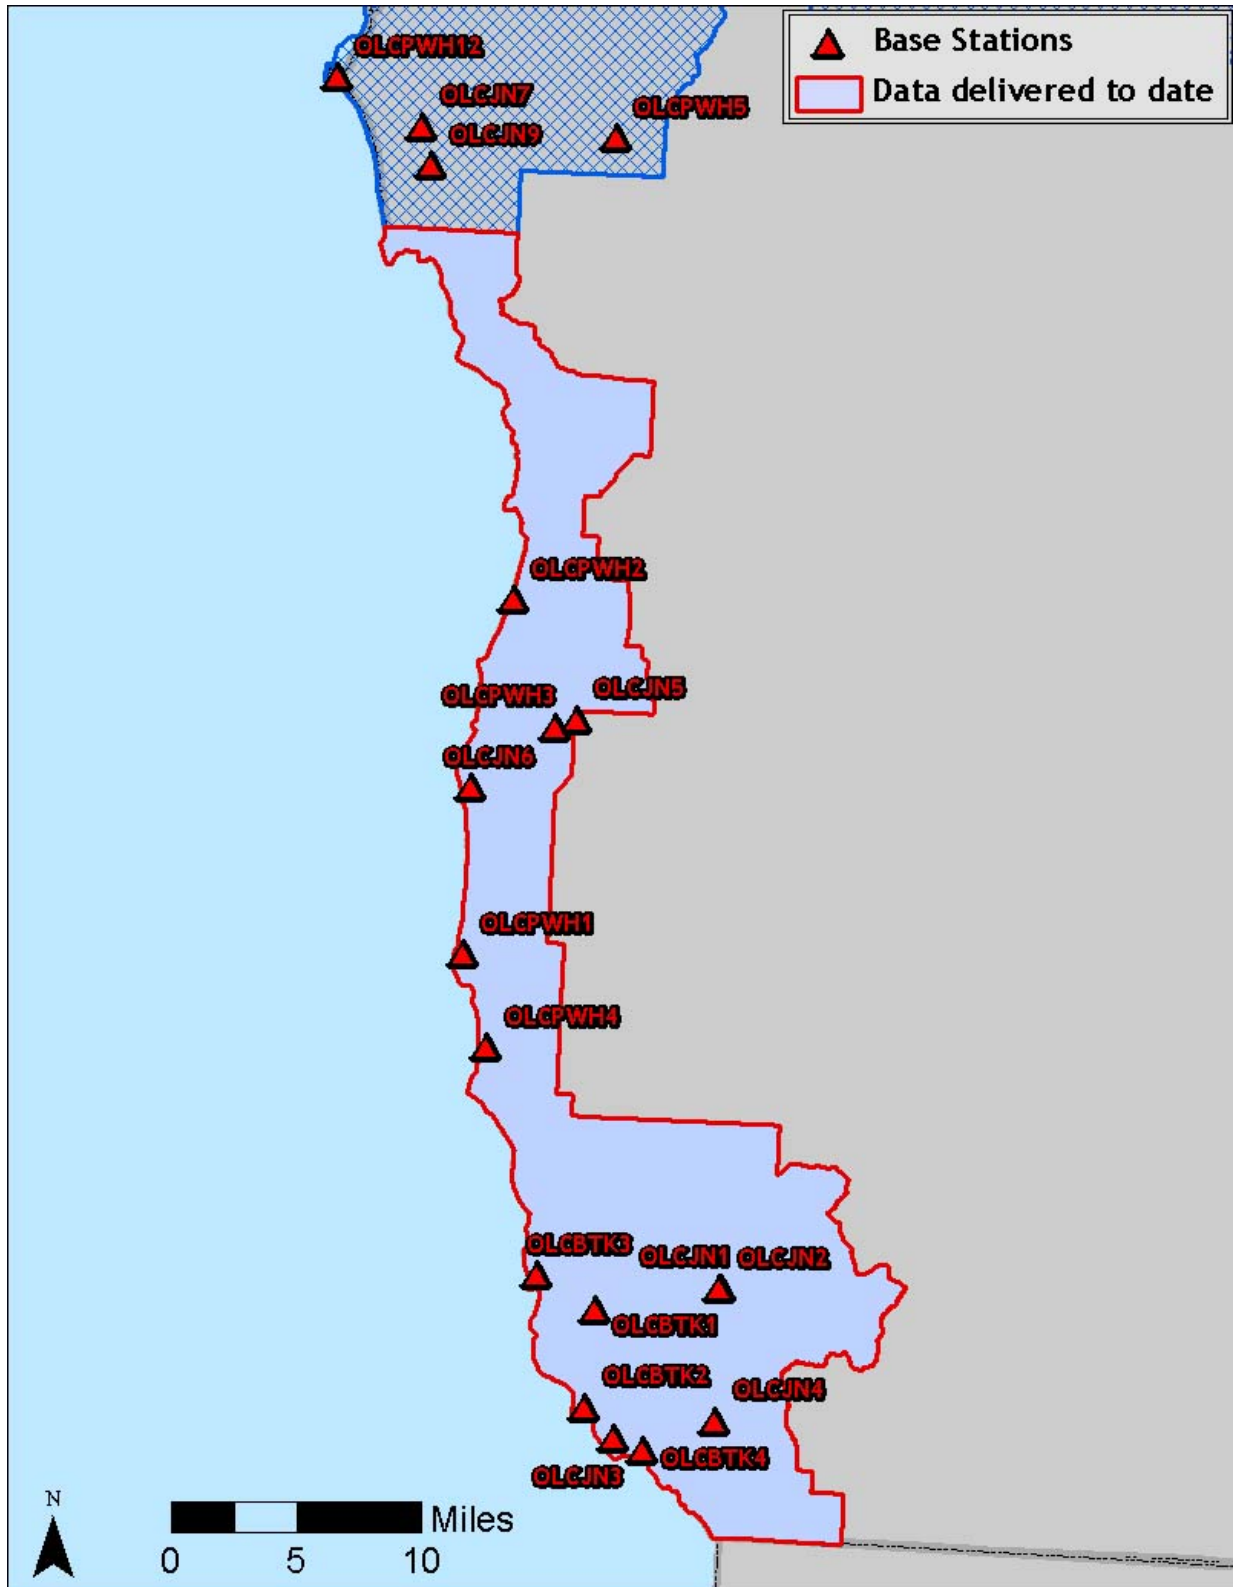 Base Stations
Data delivered to date
OLCPWH12
OLCJN7
OLCPWH5
OLCJN9
OLCPWH2
OLCPWH3
OLCJN5
OLCJN6
OLCPWH1
OLCPWH4
OLCBTK3
OLCJN1 OLCJN2
OLCBTK1
OLCBTK2
OLCJN4
OLCBTK4
OLCJN3
N
Miles
0 5 10